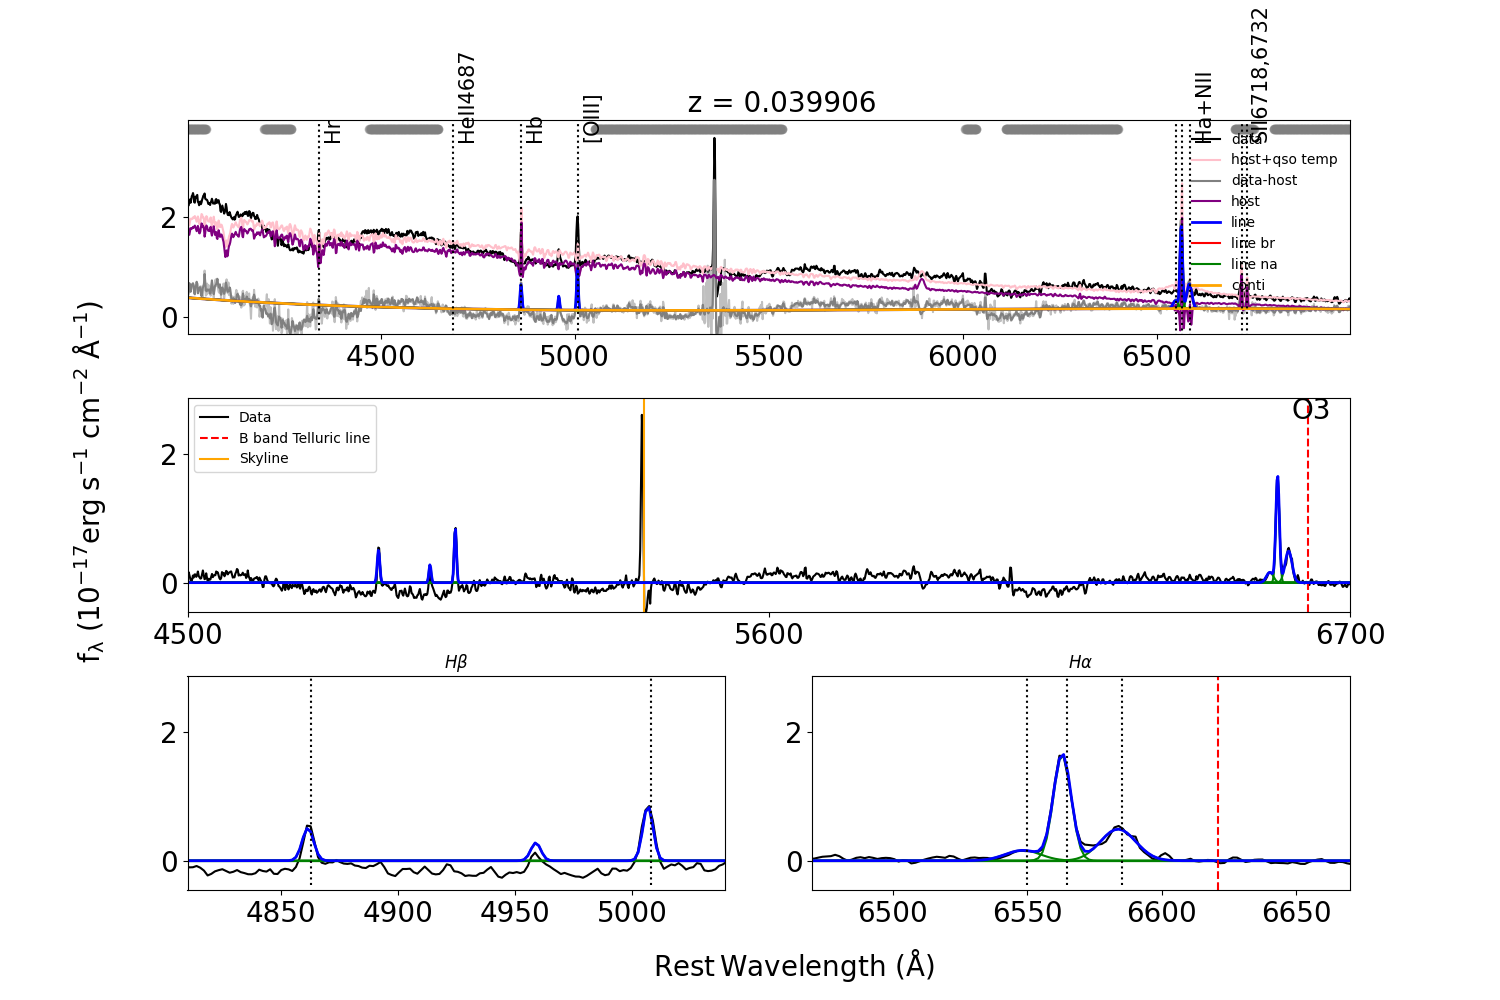 z = 0.039906
Hr
HeII4687
Hb
[OIII]
Ha+NII
SII6718,6732
data
host+qso temp
data-host
host
line
line br
line na
conti
2
0
4500
5000
5500
6000
6500
Data
B band Telluric line
Skyline
O3
2
0
4500
5600
6700
fλ (10⁻¹⁷erg s⁻¹ cm⁻² Å⁻¹)
Hβ
2
0
4850
4900
4950
5000
Hα
2
0
6500
6550
6600
6650
Rest Wavelength (Å)